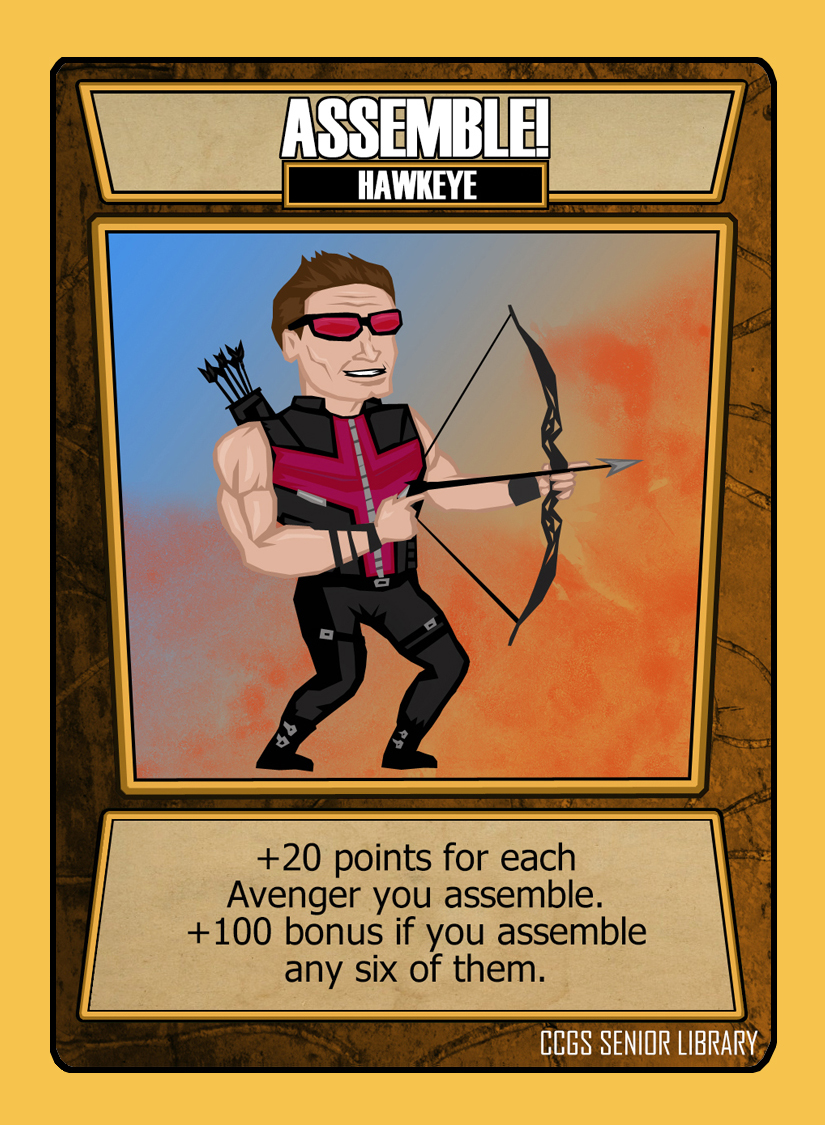 ASSEMBLE!
HAWKEYE
+20 points for each
Avenger you assemble.
+100 bonus if you assemble
any six of them.
CCGS SENIOR LIBRARY